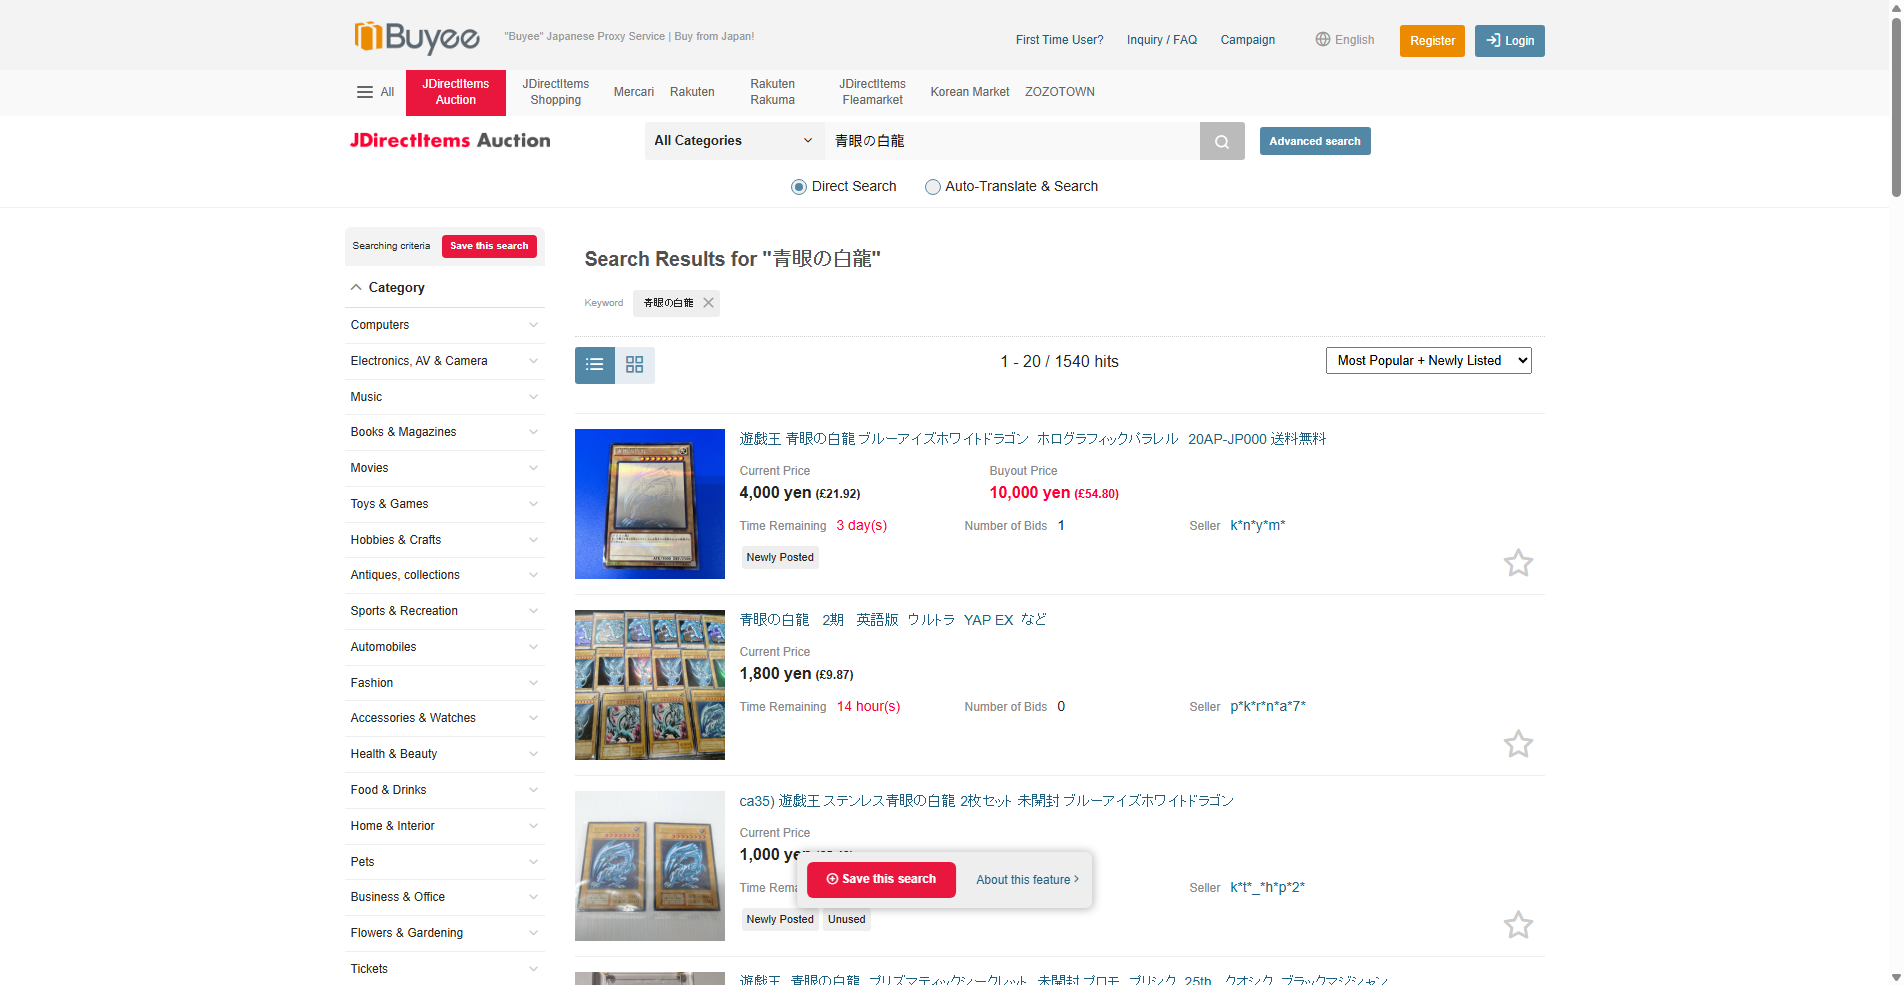 Buyee
"Buyee" Japanese Proxy Service | Buy from Japan!
First Time User?
Inquiry / FAQ
Campaign
English
Register
Login
All
JDirectItems Auction
JDirectItems Shopping
Mercari
Rakuten
Rakuten Rakuma
JDirectItems Fleamarket
Korean Market
ZOZOTOWN
JDirectItems Auction
All Categories
青眼の白龍
Advanced search
Direct Search
Auto-Translate & Search
Searching criteria
Save this search
Category
Computers
Electronics, AV & Camera
Music
Books & Magazines
Movies
Toys & Games
Hobbies & Crafts
Antiques, collections
Sports & Recreation
Automobiles
Fashion
Accessories & Watches
Health & Beauty
Food & Drinks
Home & Interior
Pets
Business & Office
Flowers & Gardening
Tickets
Search Results for "青眼の白龍"
Keyword 青眼の白龍
1 - 20 / 1540 hits
Most Popular + Newly Listed
遊戯王 青眼の白龍 ブルーアイズホワイトドラゴン ホログラフィックパラレル 20AP-JP000 送料無料
Current Price
Buyout Price
4,000 yen (£21.92)
10,000 yen (£54.80)
Time Remaining 3 day(s)
Number of Bids 1
Seller k*n*y*m*
Newly Posted
青眼の白龍 2期 英語版 ウルトラ YAP EX など
Current Price
1,800 yen (£9.87)
Time Remaining 14 hour(s)
Number of Bids 0
Seller p*k*r*n*a*7*
ca35) 遊戯王 ステンレス青眼の白龍 2枚セット 未開封 ブルーアイズホワイトドラゴン
Current Price
1,000
Time
Seller k*t*_*h*p*2*
Newly Posted
Unused
Save this search
About this feature
遊戯王 青眼の白龍 プリズマティックシークレット 未開封 プロモ プリシク 25th クオシク ブラックマジシャン